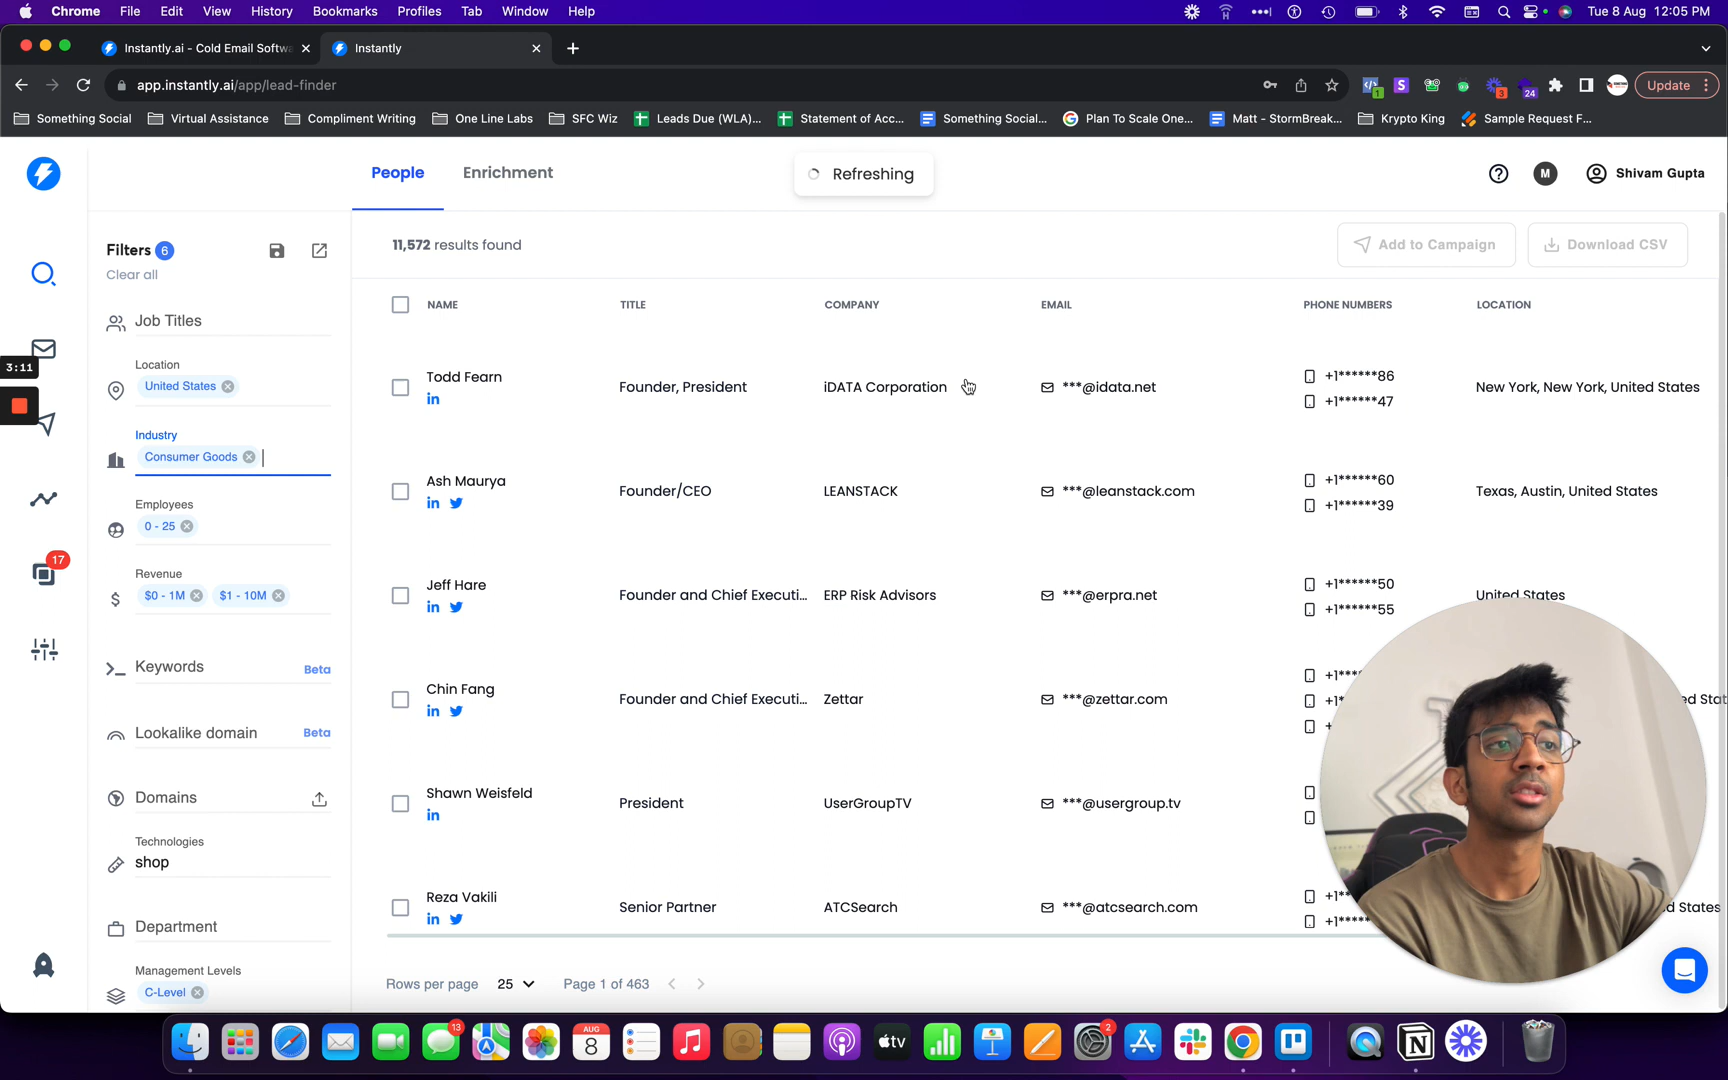 Chrome File Edit View History Bookmarks Profiles Tab Window Help Tue 8 Aug 12:05 PM
Instantly.ai - Cold Email Softwa Instantly
app.instantly.ai/app/lead-finder 1 3 24 Update
Something Social Virtual Assistance Compliment Writing One Line Labs SFC Wiz Leads Due (WLA)... Statement of Acc... Something Social... Plan To Scale One... Matt - StormBreak... Krypto King Sample Request F...
People Enrichment Refreshing M Shivam Gupta
Filters 6
Clear all
11,572 results found Add to Campaign Download CSV
NAME TITLE COMPANY EMAIL PHONE NUMBERS LOCATION
Job Titles
Location
United States
Industry
Consumer Goods
Employees
0 - 25
Revenue
$0 - 1M $1 - 10M
Keywords Beta
Lookalike domain Beta
Domains
Technologies
shop
Department
Management Levels
C-Level
3:11
17
Todd Fearn Founder, President iDATA Corporation ***@idata.net +1******86 New York, New York, United States
+1******47
Ash Maurya Founder/CEO LEANSTACK ***@leanstack.com +1******60 Texas, Austin, United States
+1******39
Jeff Hare Founder and Chief Executi... ERP Risk Advisors ***@erpra.net +1******50 United States
+1******55
Chin Fang Founder and Chief Executi... Zettar ***@zettar.com
Shawn Weisfeld President UserGroupTV ***@usergroup.tv
Reza Vakili Senior Partner ATCSearch ***@atcsearch.com
Rows per page 25 Page 1 of 463
13 AUG 8 tv 2